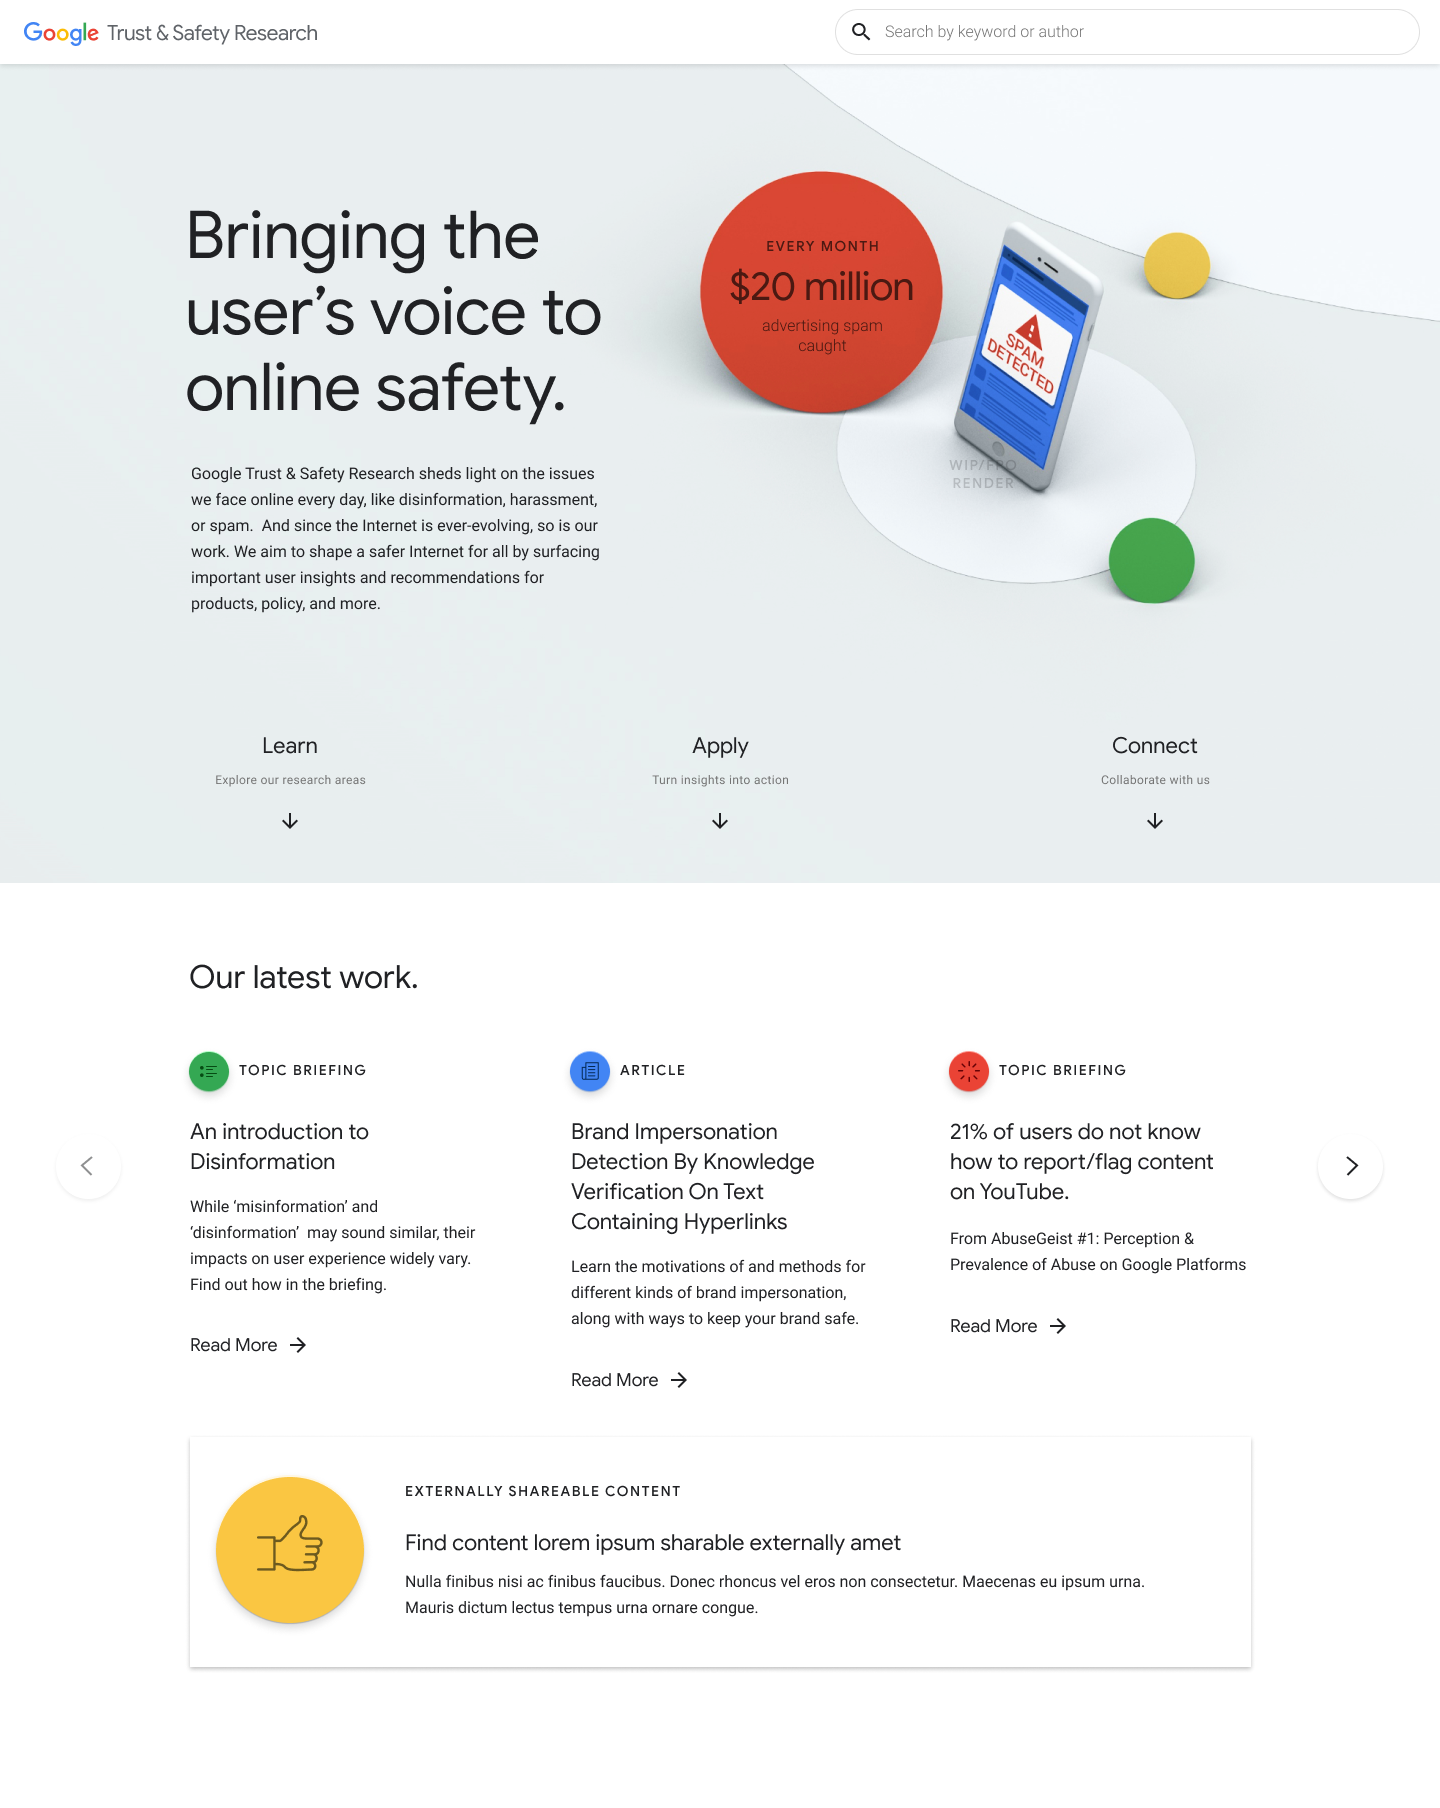 Google Trust & Safety Research
Search by keyword or author
Bringing the
user’s voice to
online safety.
Google Trust & Safety Research sheds light on the issues
we face online every day, like disinformation, harassment,
or spam.  And since the Internet is ever-evolving, so is our
work. We aim to shape a safer Internet for all by surfacing
important user insights and recommendations for
products, policy, and more.
EVERY MONTH
$20 million
advertising spam
caught
SPAM
DETECTED
WIP/FPO
RENDER
Learn
Explore our research areas
Apply
Turn insights into action
Connect
Collaborate with us
Our latest work.
TOPIC BRIEFING
An introduction to
Disinformation
While ‘misinformation’ and
‘disinformation’  may sound similar, their
impacts on user experience widely vary.
Find out how in the briefing.
Read More
ARTICLE
Brand Impersonation
Detection By Knowledge
Verification On Text
Containing Hyperlinks
Learn the motivations of and methods for
different kinds of brand impersonation,
along with ways to keep your brand safe.
Read More
TOPIC BRIEFING
21% of users do not know
how to report/flag content
on YouTube.
From AbuseGeist #1: Perception &
Prevalence of Abuse on Google Platforms
Read More
EXTERNALLY SHAREABLE CONTENT
Find content lorem ipsum sharable externally amet
Nulla finibus nisi ac finibus faucibus. Donec rhoncus vel eros non consectetur. Maecenas eu ipsum urna.
Mauris dictum lectus tempus urna ornare congue.